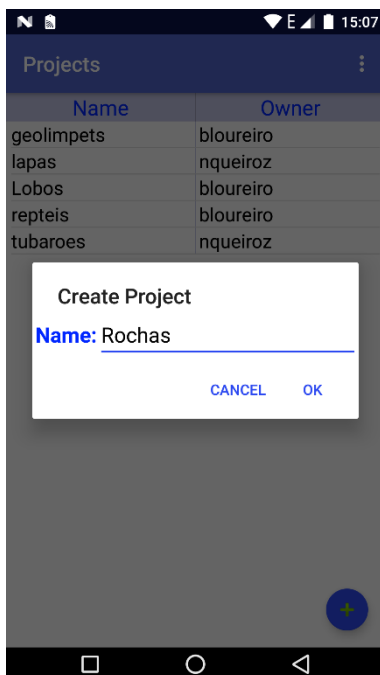 E 15:07
Projects
Name Owner
geolimpets bloureiro
lapas nqueiroz
Lobos bloureiro
repteis bloureiro
tubaroes nqueiroz
Create Project
Name: Rochas
CANCEL OK